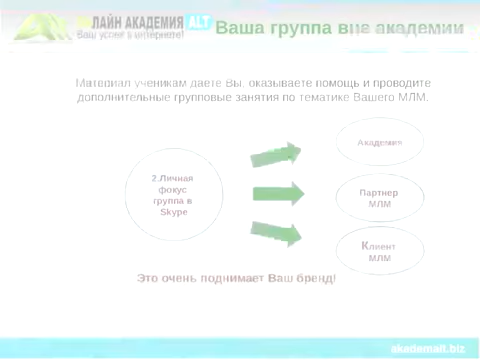 ЛАЙН АКАДЕМИЯ ALT
Ваш успех в интернете!
Ваша группа вне академии
Материал ученикам даете Вы, оказываете помощь и проводите
дополнительные групповые занятия по тематике Вашего МЛМ.
Академия
2.Личная
фокус
группа в
Skype
Партнер
МЛМ
Клиент
МЛМ
Это очень поднимает Ваш бренд!
akademalt.biz